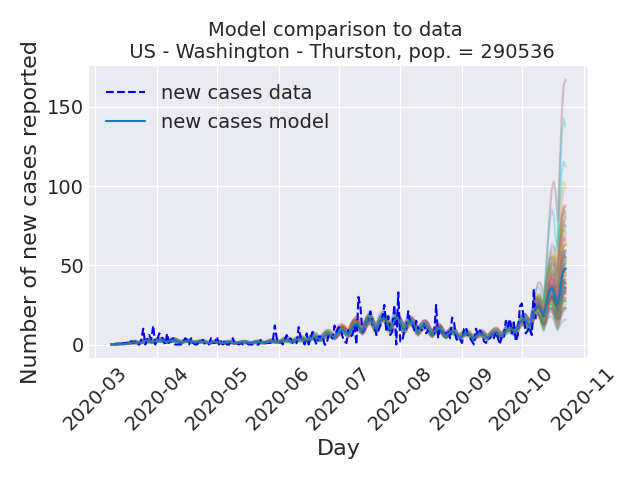 Model comparison to data
US - Washington - Thurston, pop. = 290536
Number of new cases reported
150
100
50
0
new cases data
new cases model
2020-03
2020-04
2020-05
2020-06
2020-07
2020-08
2020-09
2020-10
2020-11
Day